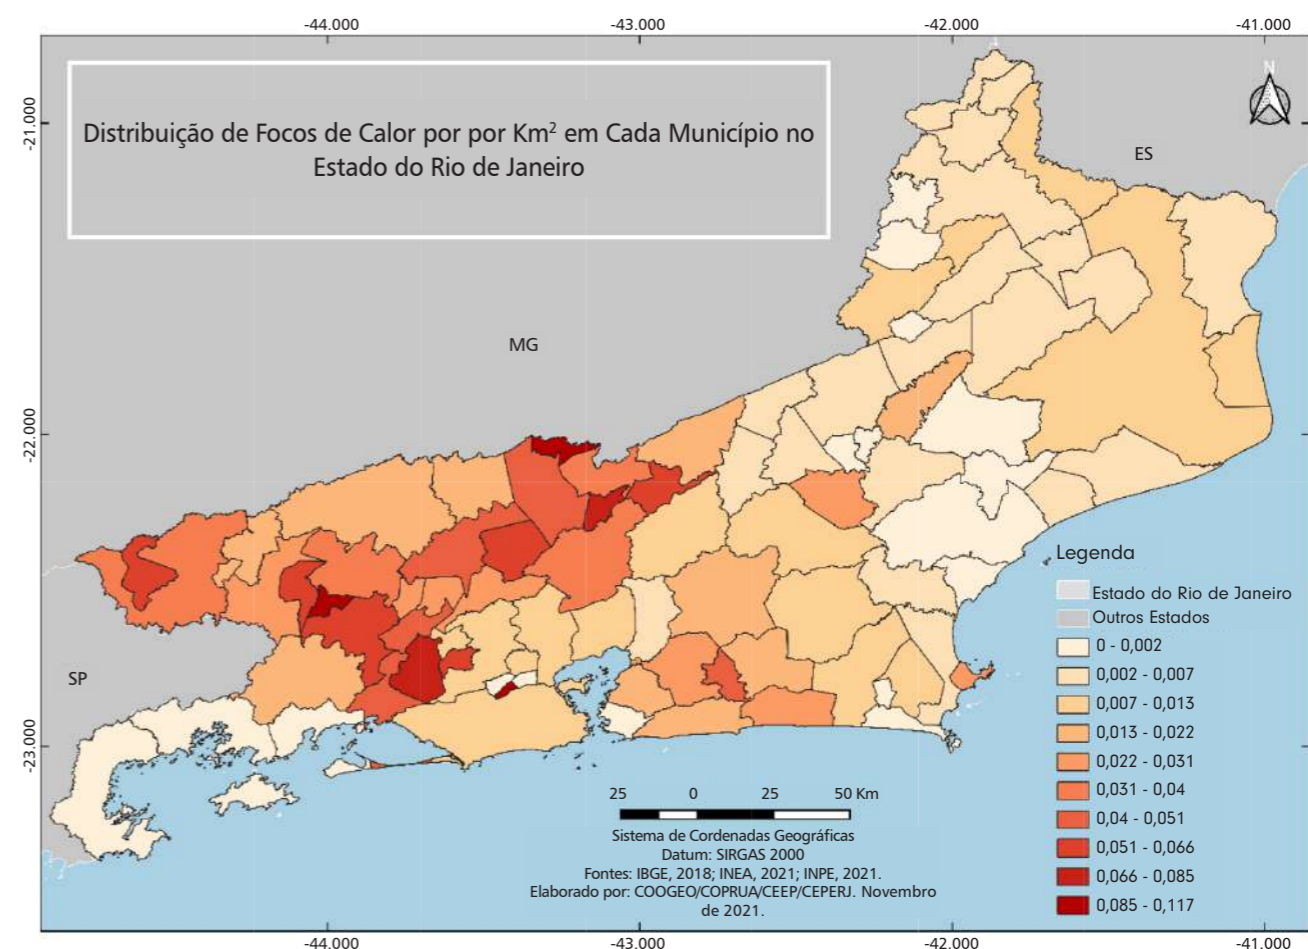 -44.000 -43.000 -42.000 -41.000
N
-21.000
Distribuição de Focos de Calor por por Km² em Cada Município no
Estado do Rio de Janeiro
ES
MG
-22.000
Legenda
Estado do Rio de Janeiro
Outros Estados
0 - 0,002
0,002 - 0,007
0,007 - 0,013
0,013 - 0,022
0,022 - 0,031
0,031 - 0,04
0,04 - 0,051
0,051 - 0,066
0,066 - 0,085
0,085 - 0,117
SP
-23.000
25 0 25 50 Km
Sistema de Cordenadas Geográficas
Datum: SIRGAS 2000
Fontes: IBGE, 2018; INEA, 2021; INPE, 2021.
Elaborado por: COOGEO/COPRUA/CEEP/CEPERJ. Novembro
de 2021.
-44.000 -43.000 -42.000 -41.000